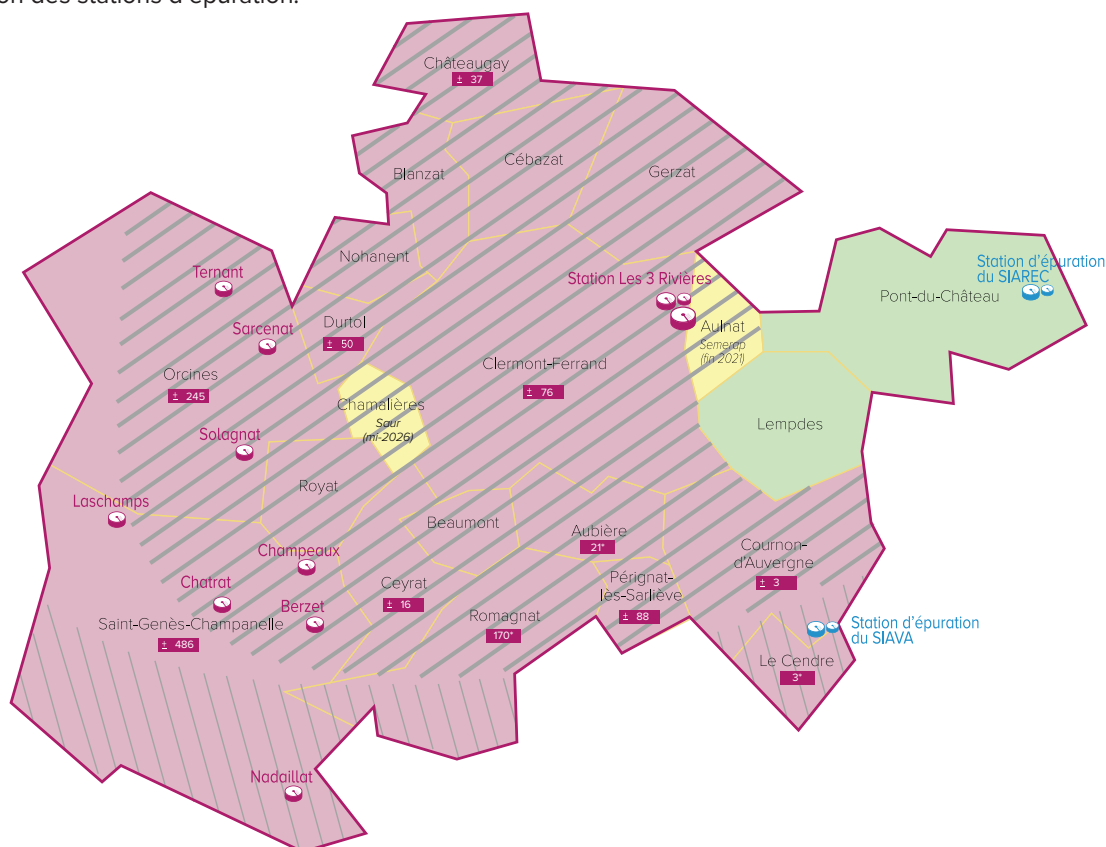 on des stations d'épuration.
Châteaugay
± 37
Cébazat
Blanzat
Gerzat
Nohanent
Ternant
Station Les 3 Rivières
Station d'épuration
du SIAREC
Pont-du-Château
Sarcenat
Durtol
± 50
Aulnat
Semerap
(fin 2021)
Orcines
± 245
Clermont-Ferrand
± 76
Chamalières
Saur
(mi-2026)
Lempdes
Solagnat
Royat
Laschamps
Beaumont
Aubière
21*
Cournon-
d'Auvergne
± 3
Champeaux
Chatrat
Ceyrat
± 16
Pérignat-
lès-Sarliève
± 88
Berzet
Saint-Genès-Champanelle
± 486
Romagnat
170*
Station d'épuration
du SIAVA
Le Cendre
3*
Nadaillat